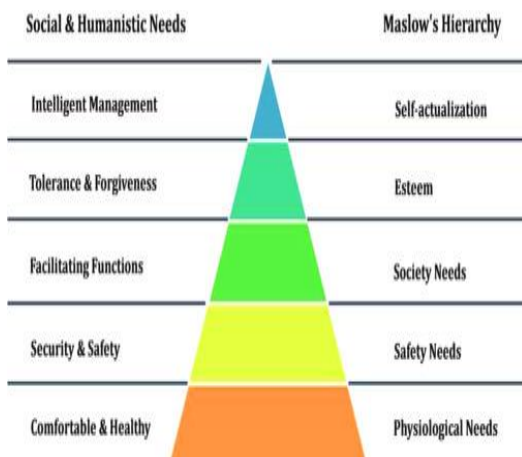 Social & Humanistic Needs
Maslow's Hierarchy
Intelligent Management
Self-actualization
Tolerance & Forgiveness
Esteem
Facilitating Functions
Society Needs
Security & Safety
Safety Needs
Comfortable & Healthy
Physiological Needs